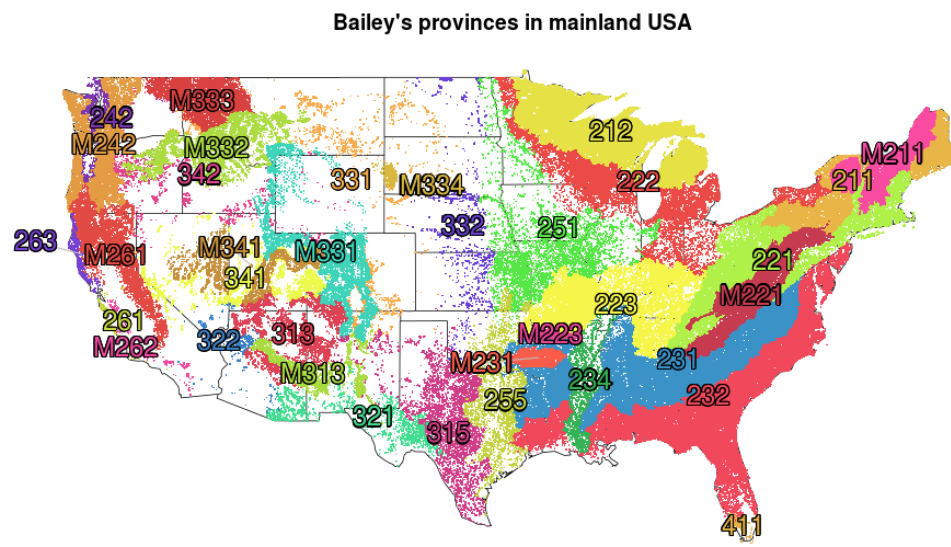 Bailey's provinces in mainland USA
M333
242
212
M242
M332
M211
342
331
M334
222
211
332
251
263
M261
M341
M331
341
221
M221
261
223
322
313
M223
M262
M231
231
M313
234
255
232
321
315
411